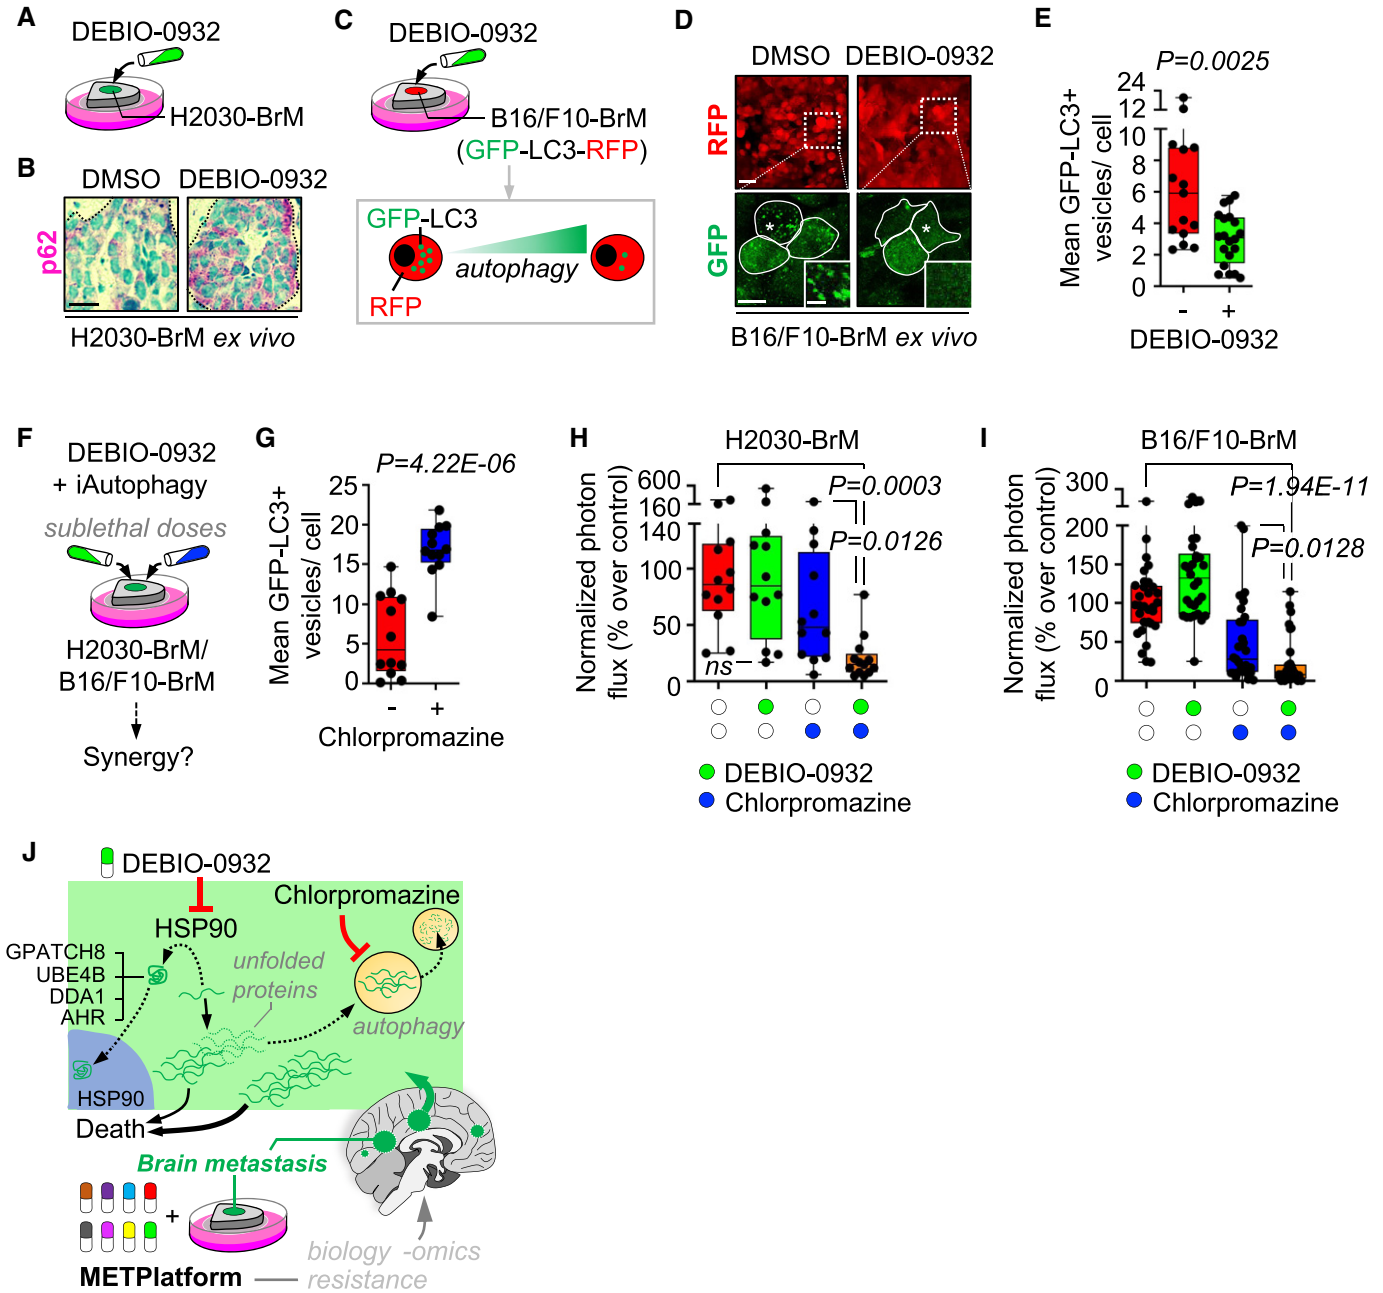 A
DEBIO-0932
H2030-BrM
B
DMSO DEBIO-0932
p62
H2030-BrM ex vivo
C
DEBIO-0932
B16/F10-BrM
(GFP-LC3-RFP)
GFP-LC3
autophagy
RFP
D
DMSO DEBIO-0932
RFP
GFP
*
*
B16/F10-BrM ex vivo
E
P=0.0025
Mean GFP-LC3+
vesicles/ cell
24
12
10
8
6
4
2
0
- +
DEBIO-0932
F
DEBIO-0932
+ iAutophagy
sublethal doses
H2030-BrM/
B16/F10-BrM
Synergy?
G
P=4.22E-06
Mean GFP-LC3+
vesicles/ cell
25
20
15
10
5
0
- +
Chlorpromazine
H
H2030-BrM
Normalized photon
flux (% over control)
600
160
140
100
50
0
P=0.0003
P=0.0126
ns
DEBIO-0932
Chlorpromazine
I
B16/F10-BrM
Normalized photon
flux (% over control)
300
200
150
100
50
0
P=1.94E-11
P=0.0128
DEBIO-0932
Chlorpromazine
J
DEBIO-0932
Chlorpromazine
HSP90
GPATCH8
UBE4B
DDA1
AHR
unfolded
proteins
autophagy
HSP90
Death
Brain metastasis
+
METPlatform
biology -omics
resistance